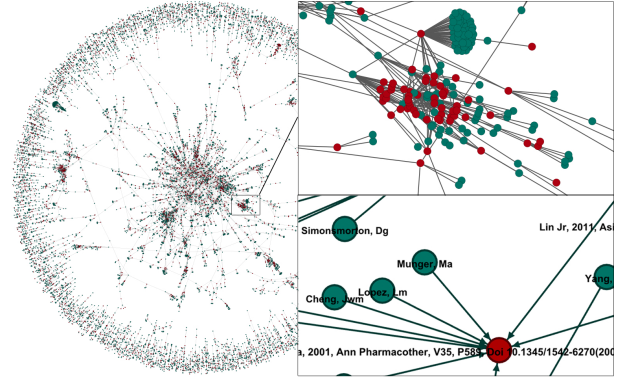 Simonsmorton, Dg
Lin Jr, 2011, Asi
Munger, Ma
Yang,
Cheng, Jwm
Lopez, Lm
a, 2001, Ann Pharmacother, V35, P589, Doi 10.1345/1542-6270(200